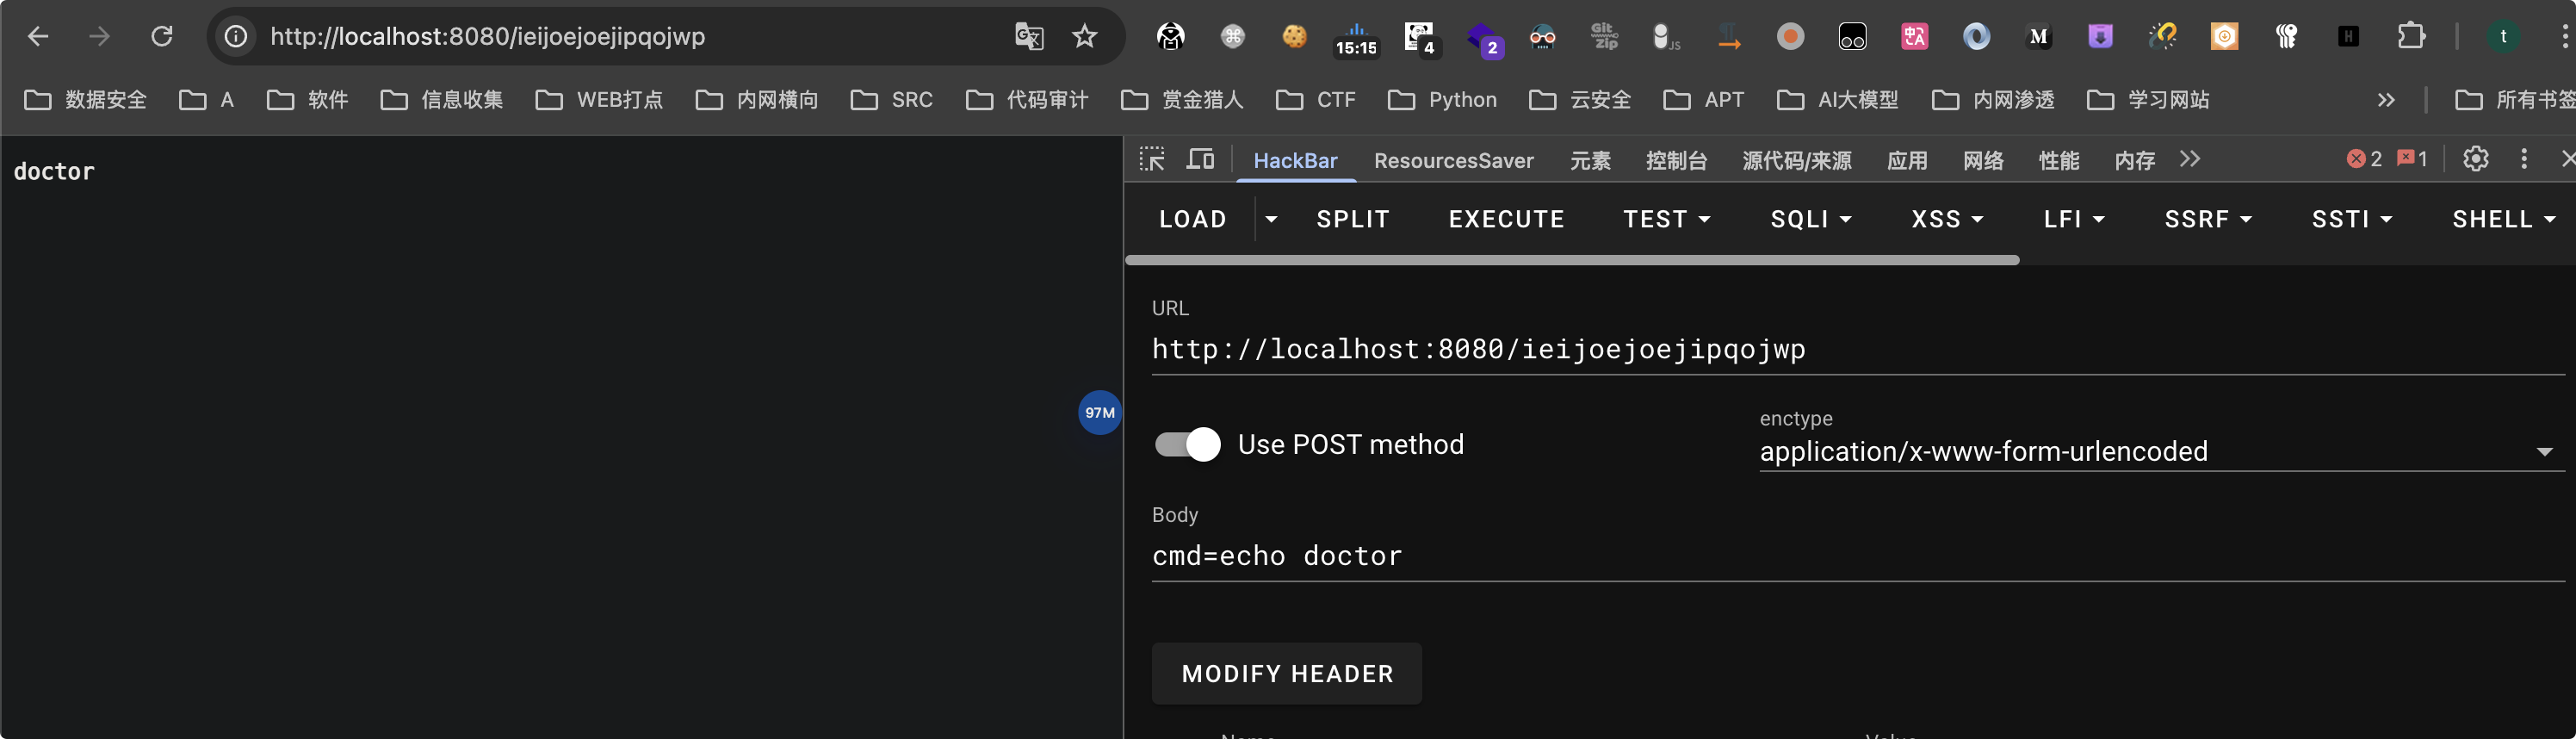 http://localhost:8080/ieijoejoejipqojwp
15:15
4
2
Git zip
JS
中A
M
H
t
数据安全 A 软件 信息收集 WEB打点 内网横向 SRC 代码审计 赏金猎人 CTF Python 云安全 APT AI大模型 内网渗透 学习网站 » 所有书签
doctor
HackBar ResourcesSaver 元素 控制台 源代码/来源 应用 网络 性能 内存 » 2 1
LOAD SPLIT EXECUTE TEST SQLI XSS LFI SSRF SSTI SHELL
URL
http://localhost:8080/ieijoejoejipqojwp
97M
Use POST method
enctype
application/x-www-form-urlencoded
Body
cmd=echo doctor
MODIFY HEADER